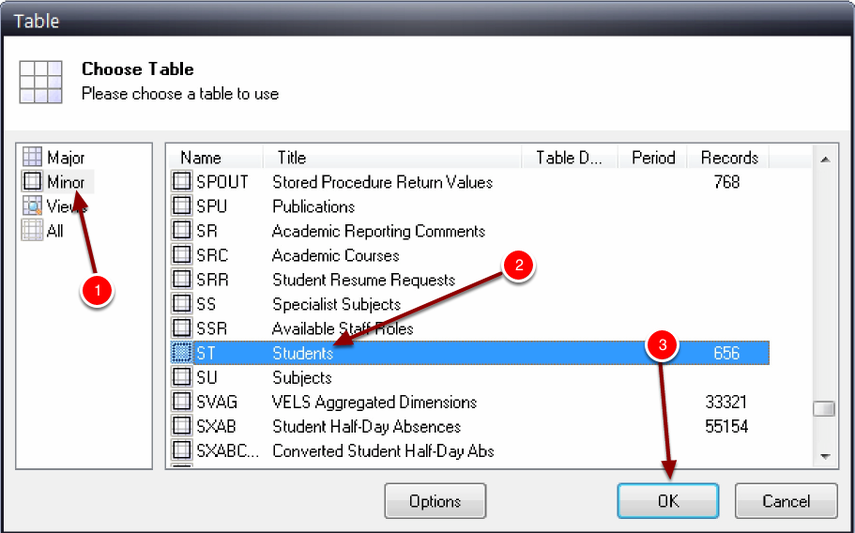 Table
Choose Table
Please choose a table to use
Major
Minor
Views
All
1
Name Title Table D... Period Records
SPOUT Stored Procedure Return Values 768
SPU Publications
SR Academic Reporting Comments
SRC Academic Courses
SRR Student Resume Requests
2
SS Specialist Subjects
SSR Available Staff Roles
3
ST Students 656
SU Subjects
SVAG VELS Aggregated Dimensions 33321
SXAB Student Half-Day Absences 55154
SXABC... Converted Student Half-Day Abs
Options OK Cancel